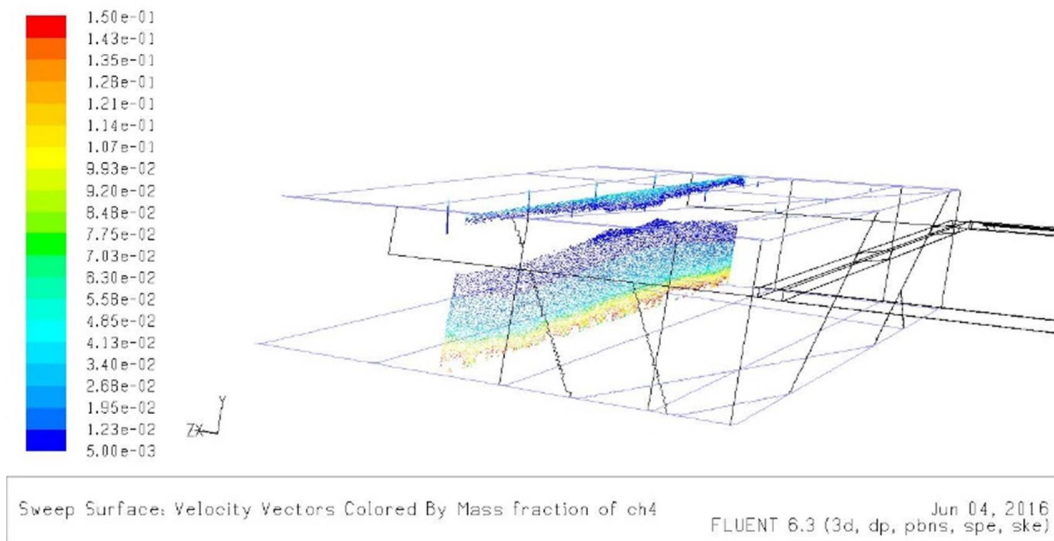 1.50e-01
1.43e-01
1.35e-01
1.28e-01
1.21e-01
1.14e-01
1.07e-01
9.93e-02
9.20e-02
8.48e-02
7.75e-02
7.03e-02
6.30e-02
5.58e-02
4.85e-02
4.13e-02
3.40e-02
2.68e-02
1.95e-02
1.23e-02
5.00e-03
Y
ZX
Sweep Surface: Velocity Vectors Colored By Mass fraction of ch4
Jun 04, 2016
FLUENT 6.3 (3d, dp, pbns, spe, ske)